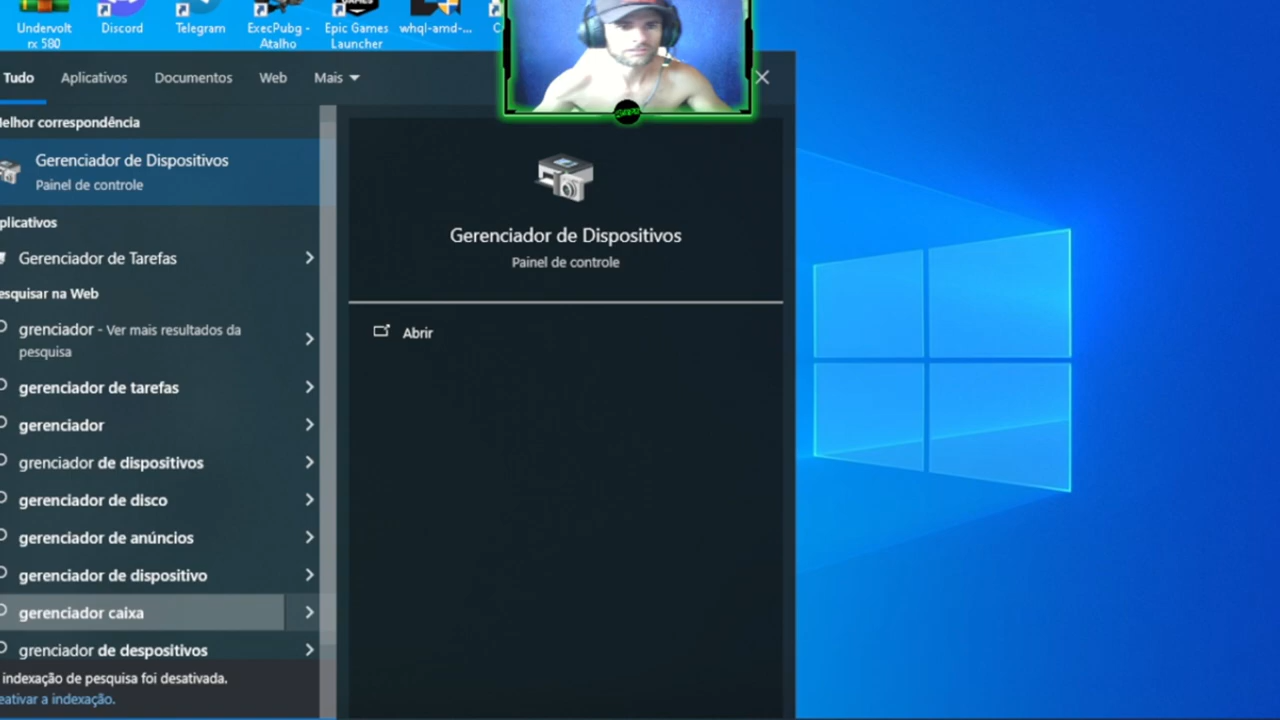 Undervolt
rx 580
Discord
Telegram
ExecPubg -
Atalho
Epic Games
Launcher
whql-amd-...
Tudo
Aplicativos
Documentos
Web
Mais
elhor correspondência
Gerenciador de Dispositivos
Painel de controle
plicativos
Gerenciador de Tarefas
esquisar na Web
grenciador - Ver mais resultados da
pesquisa
gerenciador de tarefas
gerenciador
grenciador de dispositivos
gerenciador de disco
gerenciador de anúncios
gerenciador de dispositivo
gerenciador caixa
grenciador de despositivos
indexação de pesquisa foi desativada.
eativar a indexação.
Gerenciador de Dispositivos
Painel de controle
Abrir